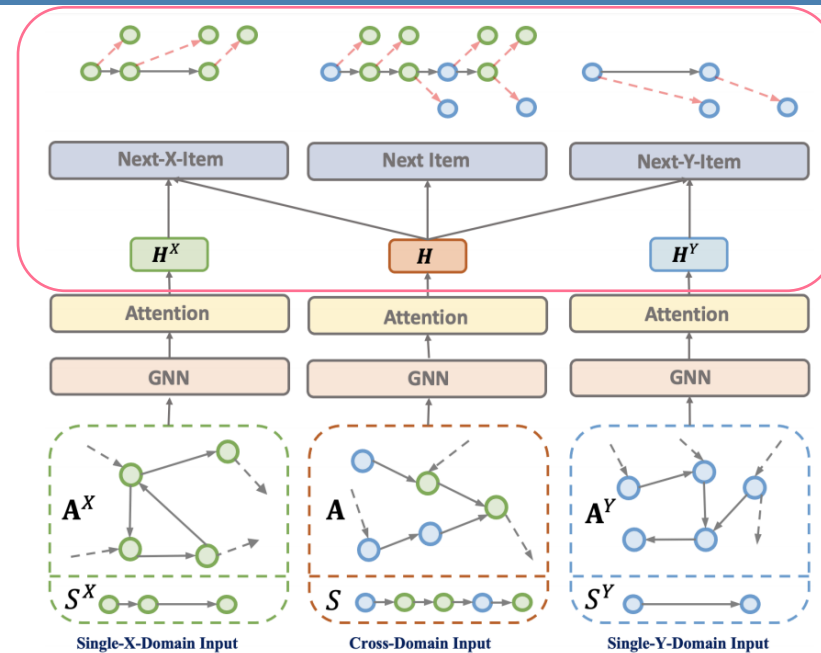 Next-X-Item Next Item Next-Y-Item
H^X H H^Y
Attention Attention Attention
GNN GNN GNN
A^X A A^Y
S^X S S^Y
Single-X-Domain Input Cross-Domain Input Single-Y-Domain Input